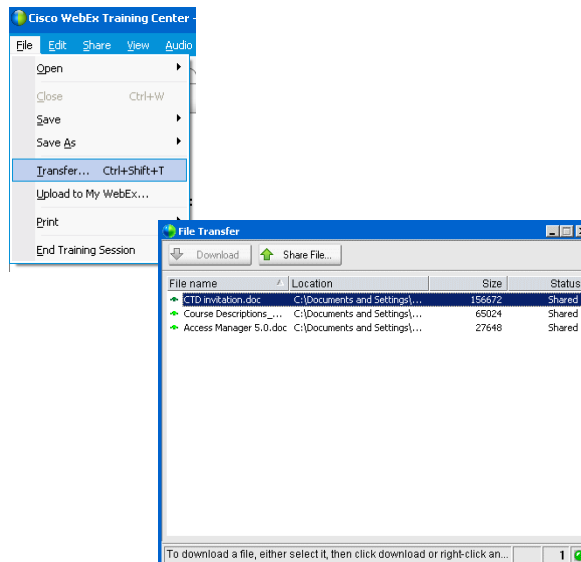 Cisco WebEx Training Center -
File Edit Share View Audio
Open
Close Ctrl+W
Save
Save As
Transfer... Ctrl+Shift+T
Upload to My WebEx...
Print
End Training Session
File Transfer
Download Share File...
File name Location Size Status
CTD invitation.doc C:\Documents and Settings\... 156672 Shared
Course Descriptions_... C:\Documents and Settings\... 65024 Shared
Access Manager 5.0.doc C:\Documents and Settings\... 27648 Shared
To download a file, either select it, then click download or right-click an... 1